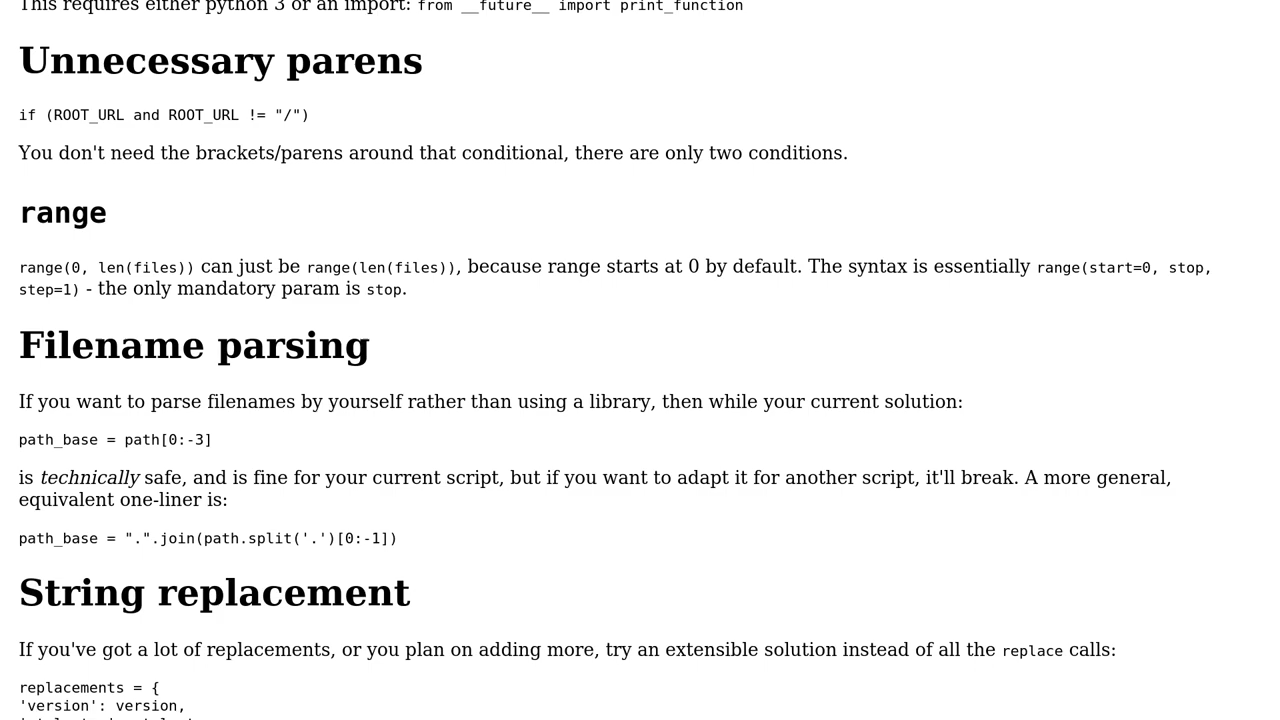 This requires either python 3 or an import: from __future__ import print_function
Unnecessary parens
if (ROOT_URL and ROOT_URL != "/")
You don't need the brackets/parens around that conditional, there are only two conditions.
range
range(0, len(files)) can just be range(len(files)), because range starts at 0 by default. The syntax is essentially range(start=0, stop,
step=1) - the only mandatory param is stop.
Filename parsing
If you want to parse filenames by yourself rather than using a library, then while your current solution:
path_base = path[0:-3]
is technically safe, and is fine for your current script, but if you want to adapt it for another script, it'll break. A more general,
equivalent one-liner is:
path_base = ".".join(path.split('.')[0:-1])
String replacement
If you've got a lot of replacements, or you plan on adding more, try an extensible solution instead of all the replace calls:
replacements = {
'version': version,